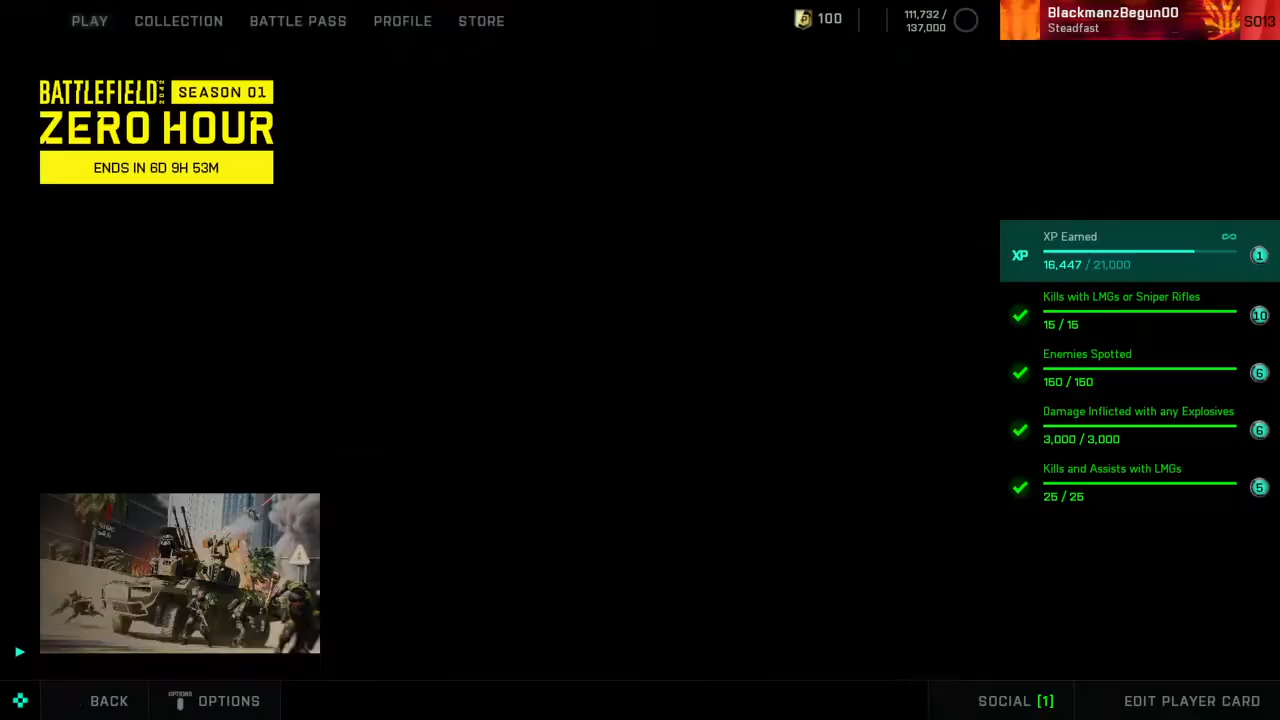 PLAY COLLECTION BATTLE PASS PROFILE STORE
100
111,732 /
137,000
BlackmanzBegun00
Steadfast
S013
BATTLEFIELD 2042 SEASON 01
ZERO HOUR
ENDS IN 6D 9H 53M
XP Earned
XP
16,447 / 21,000
1
Kills with LMGs or Sniper Rifles
15 / 15
10
Enemies Spotted
150 / 150
6
Damage Inflicted with any Explosives
3,000 / 3,000
6
Kills and Assists with LMGs
25 / 25
5
BACK
OPTIONS
OPTIONS
SOCIAL [1]
EDIT PLAYER CARD